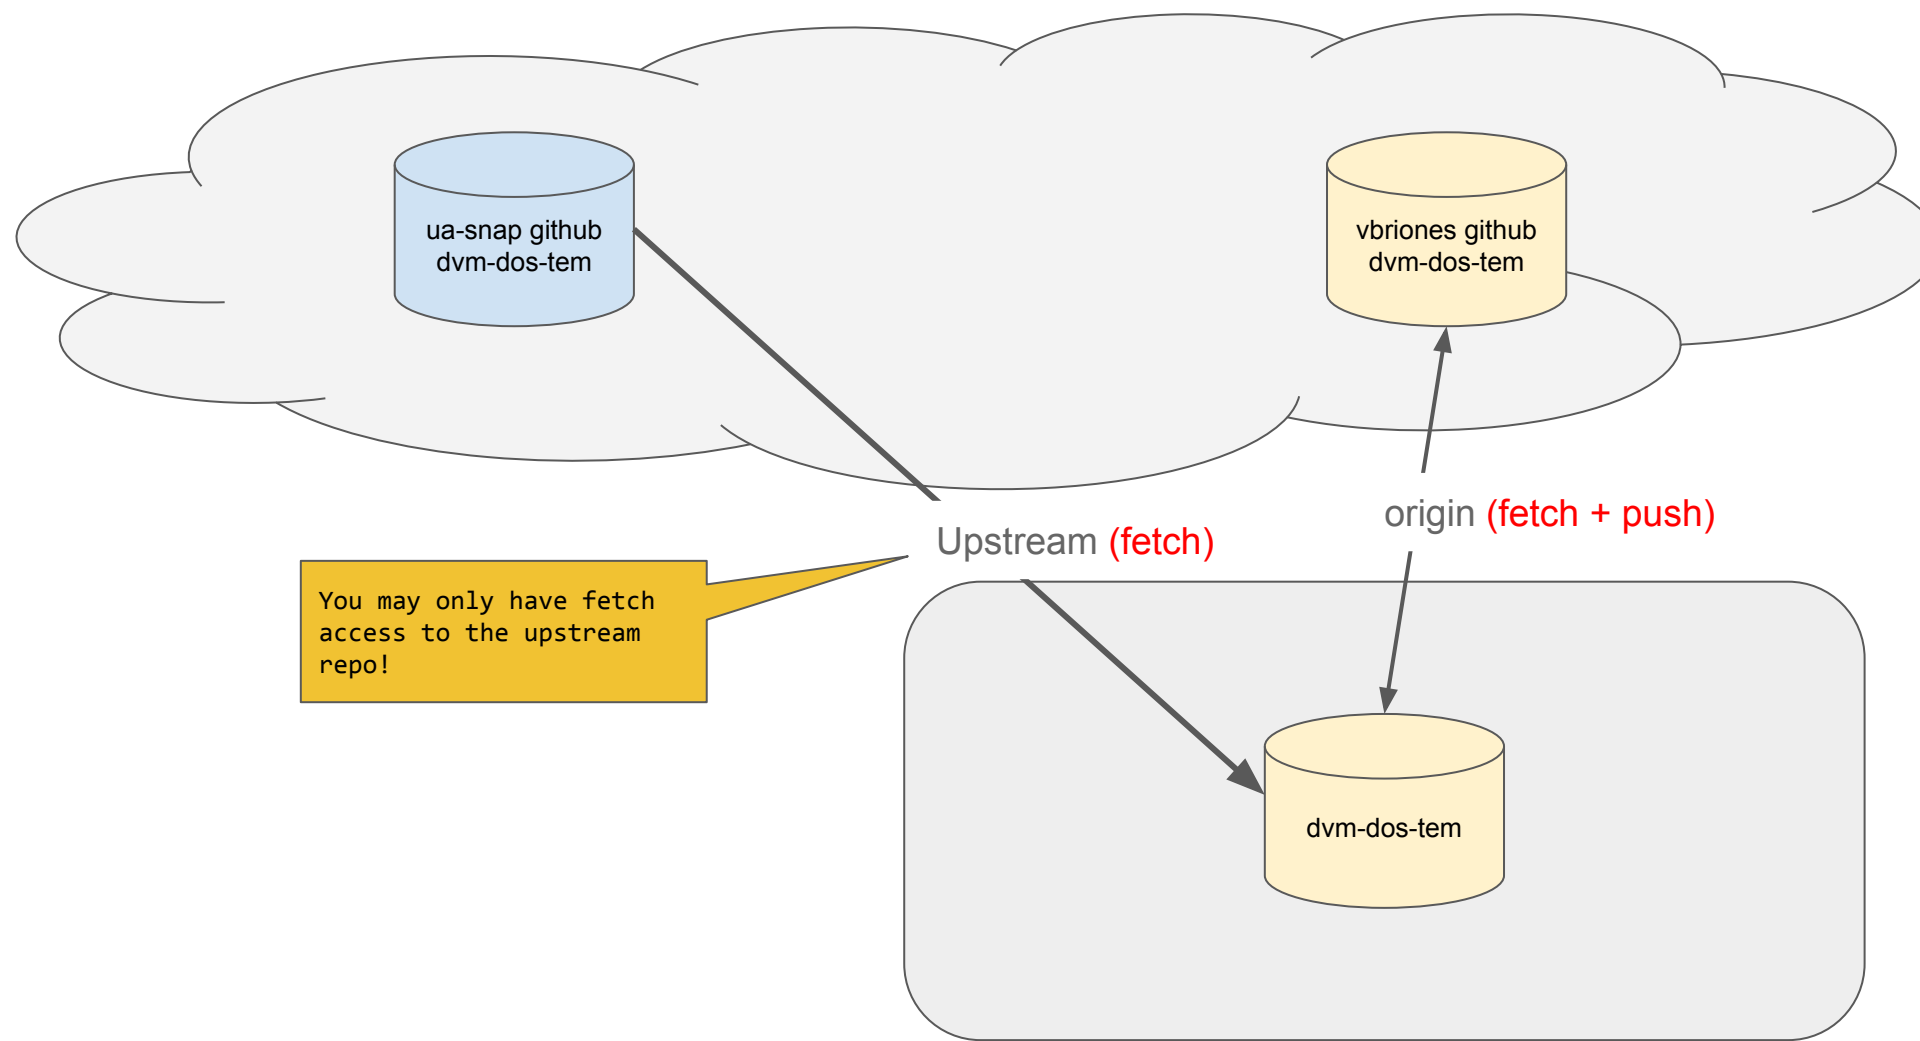 ua-snap github
dvm-dos-tem
vbriones github
dvm-dos-tem
origin (fetch + push)
Upstream (fetch)
You may only have fetch
access to the upstream
repo!
dvm-dos-tem